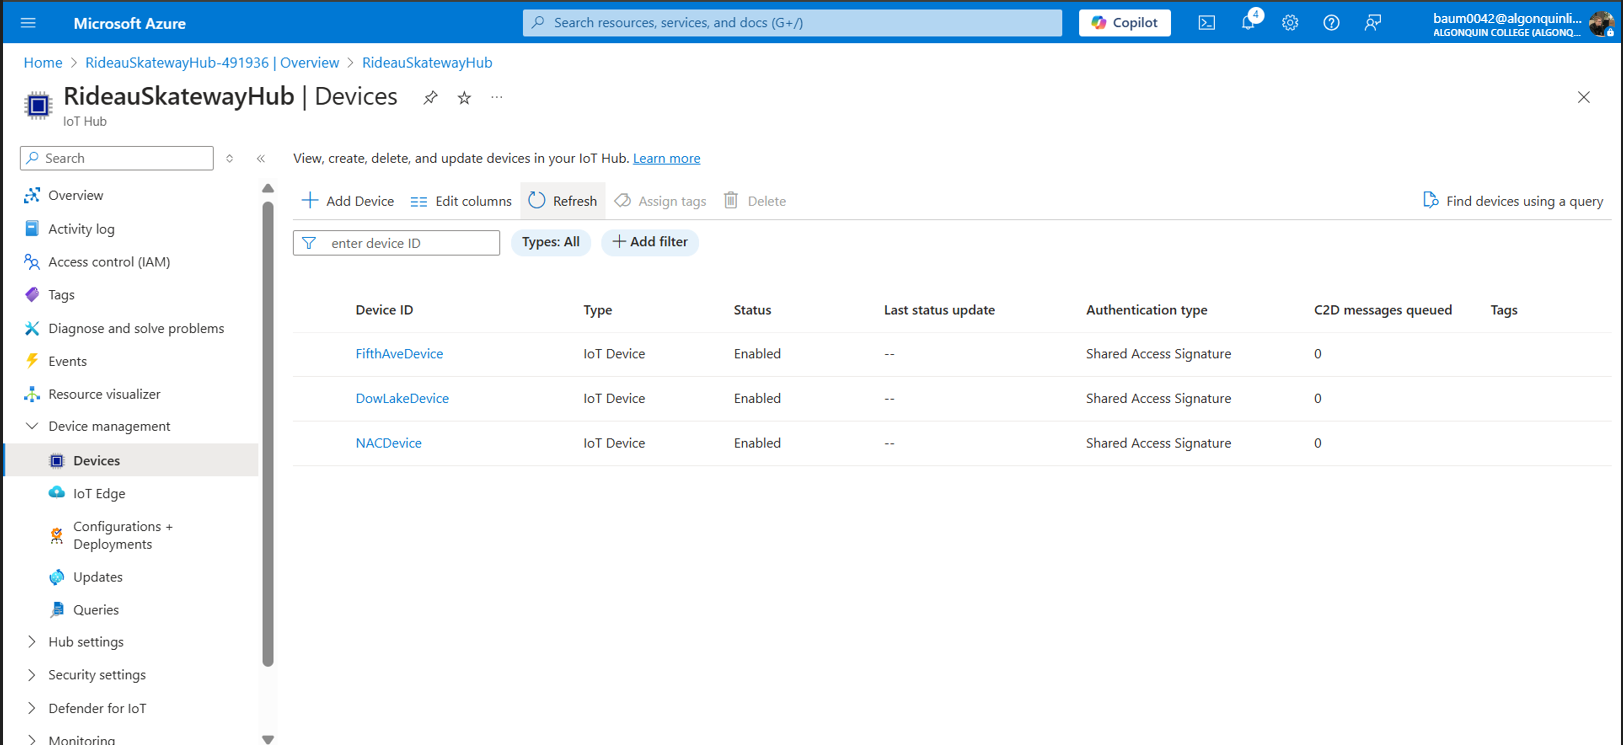 Microsoft Azure
Search resources, services, and docs (G+/)
Copilot
4
baum0042@algonquinli...
ALGONQUIN COLLEGE (ALGONQ...
Home > RideauSkatewayHub-491936 | Overview > RideauSkatewayHub
RideauSkatewayHub | Devices
...
IoT Hub
Search
View, create, delete, and update devices in your IoT Hub. Learn more
Overview
Activity log
Access control (IAM)
Tags
Diagnose and solve problems
Events
Resource visualizer
Device management
Devices
IoT Edge
Configurations +
Deployments
Updates
Queries
Hub settings
Security settings
Defender for IoT
Monitoring
Add Device Edit columns Refresh Assign tags Delete
Find devices using a query
enter device ID
Types: All
Add filter
Device ID Type Status Last status update Authentication type C2D messages queued Tags
FifthAveDevice IoT Device Enabled -- Shared Access Signature 0
DowLakeDevice IoT Device Enabled -- Shared Access Signature 0
NACDevice IoT Device Enabled -- Shared Access Signature 0